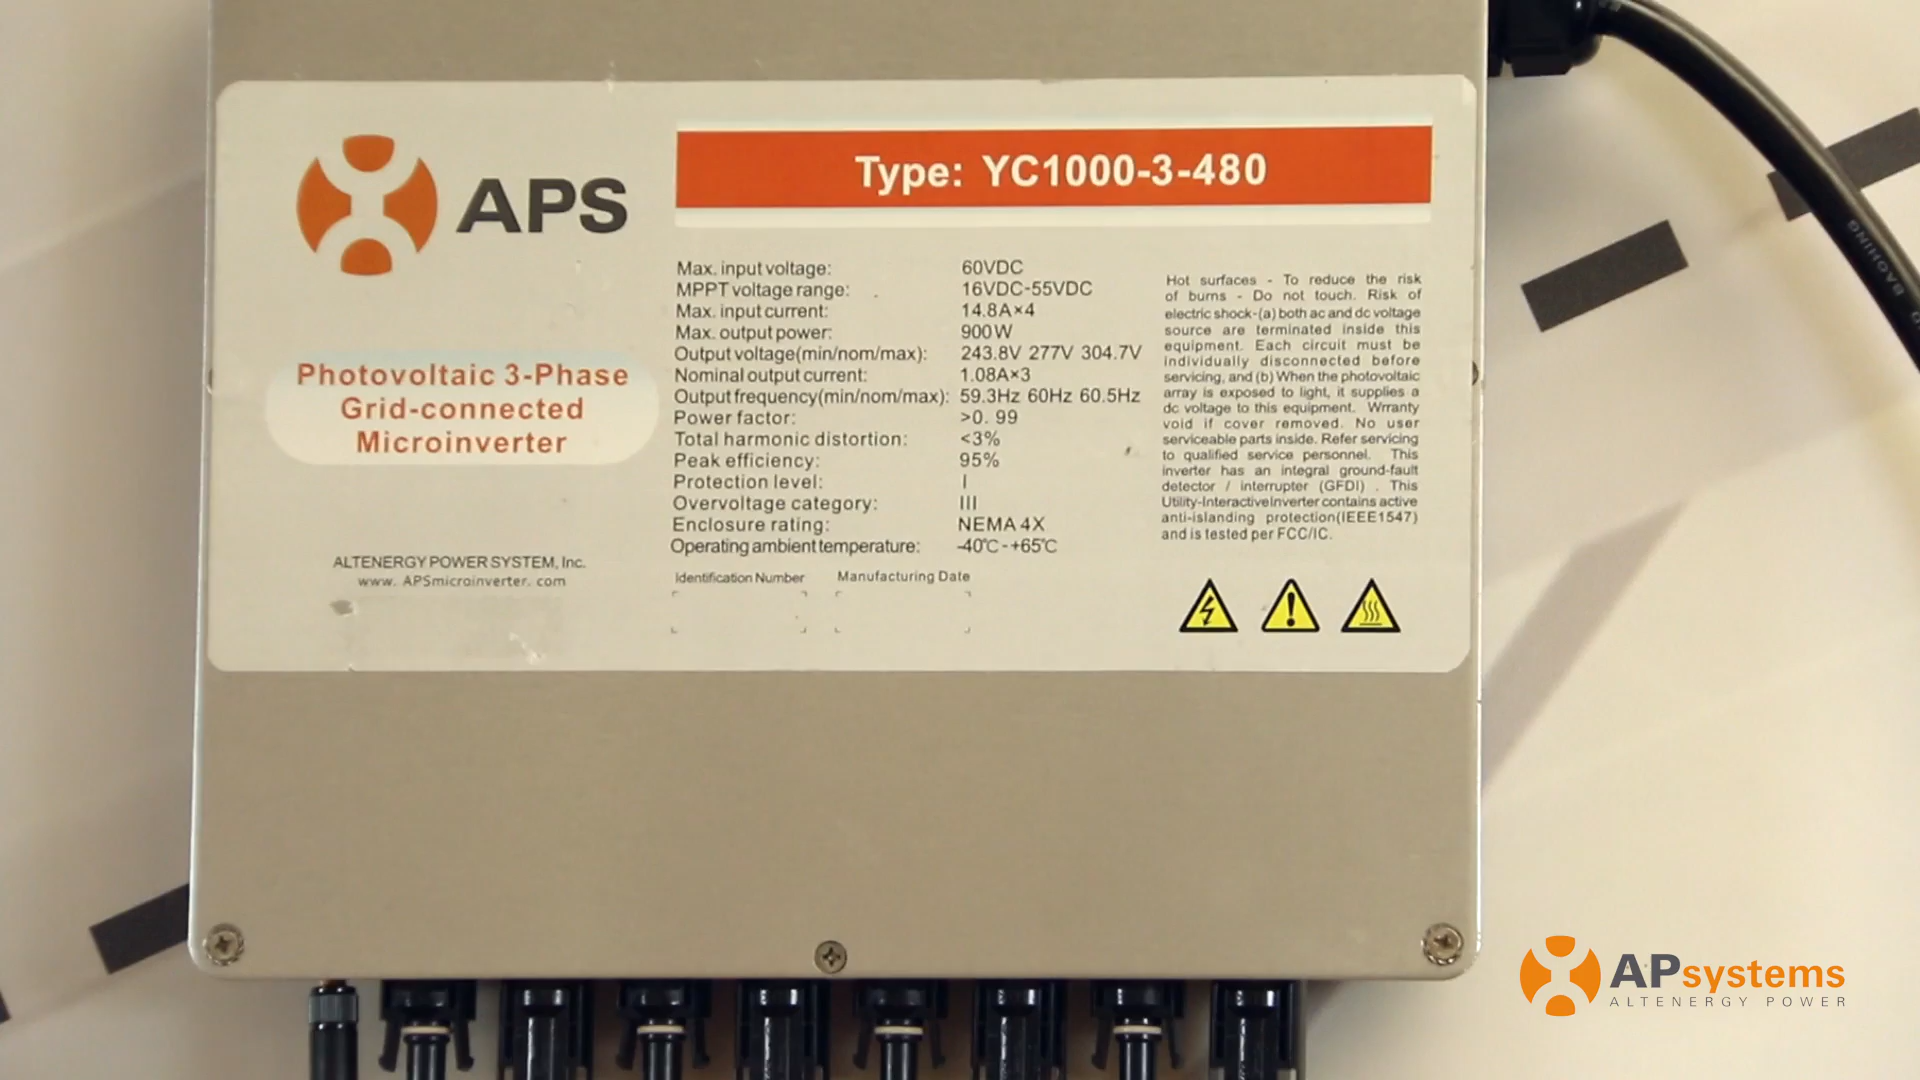 APS
Type: YC1000-3-480
Photovoltaic 3-Phase
Grid-connected
Microinverter
ALTENERGY POWER SYSTEM, Inc.
www. APSmicroinverter. com
Max. input voltage: 60VDC
MPPT voltage range: 16VDC-55VDC
Max. input current: 14.8A×4
Max. output power: 900W
Output voltage(min/nom/max): 243.8V 277V 304.7V
Nominal output current: 1.08A×3
Output frequency(min/nom/max): 59.3Hz 60Hz 60.5Hz
Power factor: >0. 99
Total harmonic distortion: <3%
Peak efficiency: 95%
Protection level: I
Overvoltage category: III
Enclosure rating: NEMA 4X
Operating ambient temperature: -40℃-+65℃
Identification Number Manufacturing Date
Hot surfaces - To reduce the risk
of burns - Do not touch. Risk of
electric shock-(a) both ac and dc voltage
source are terminated inside this
equipment. Each circuit must be
individually disconnected before
servicing, and (b) When the photovoltaic
array is exposed to light, it supplies a
dc voltage to this equipment. Wrranty
void if cover removed. No user
serviceable parts inside. Refer servicing
to qualified service personnel. This
inverter has an integral ground-fault
detector / interrupter (GFDI) . This
Utility-Interactive Inverter contains active
anti-islanding protection(IEEE1547)
and is tested per FCC/IC.
BAOHING
APsystems
ALTENERGY POWER